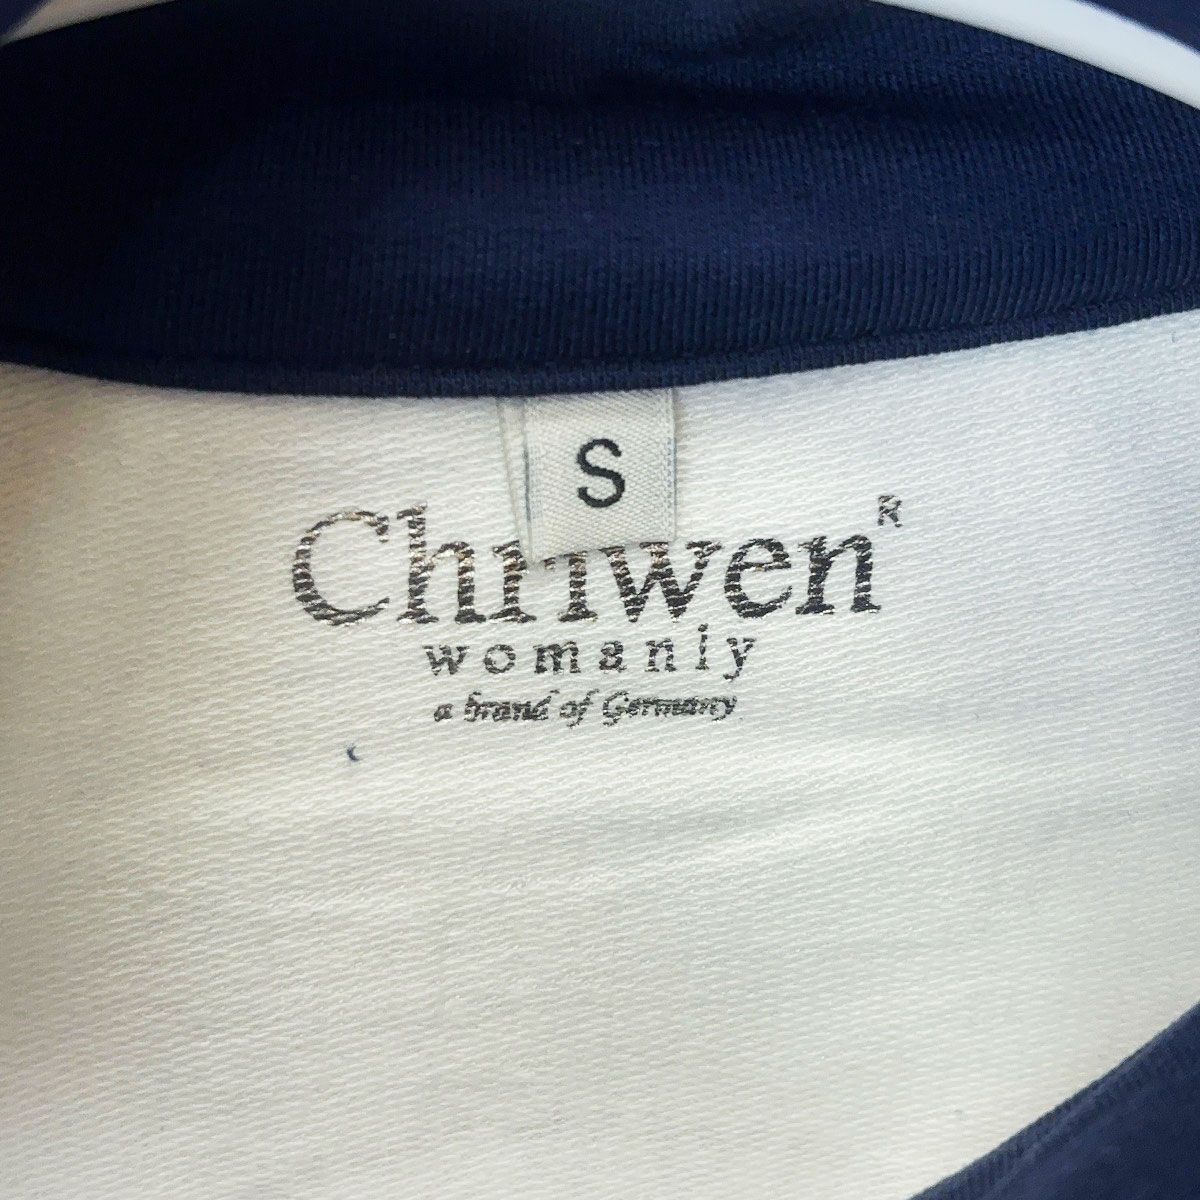 S
Chriwen®
womanly
a brand of Germany